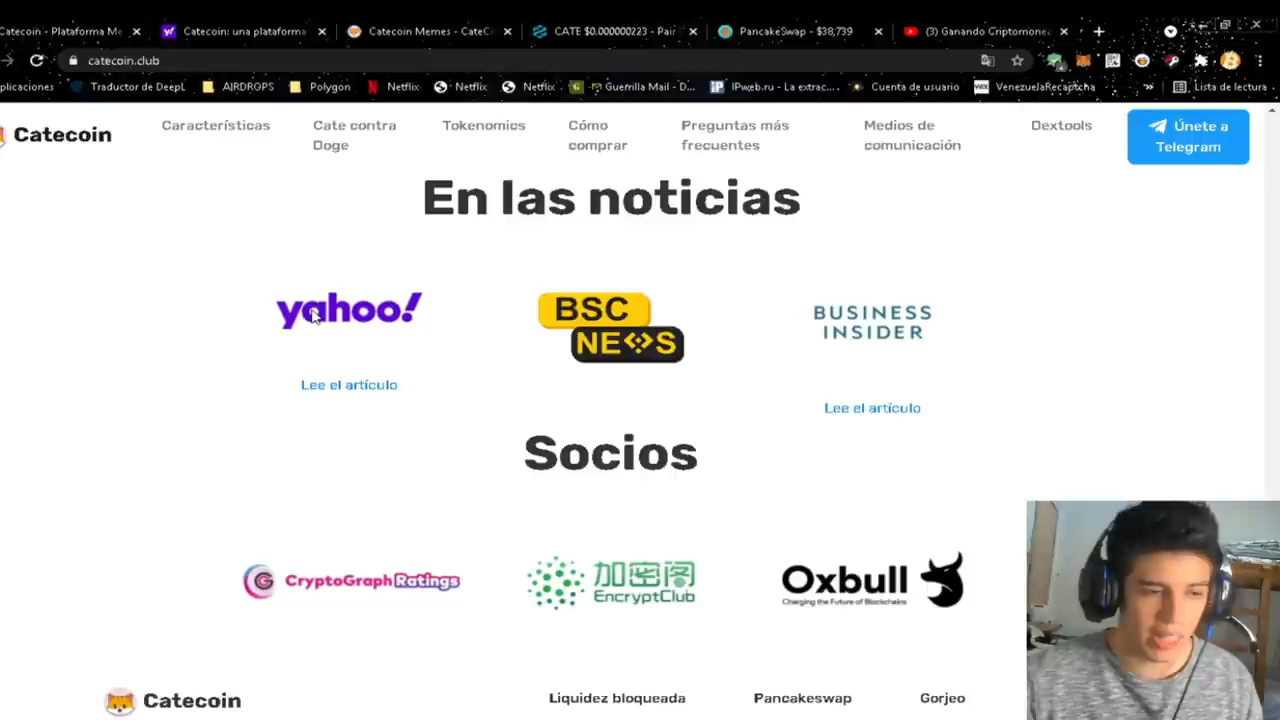 Catecoin - Plataforma Me
Catecoin: una plataforma
Catecoin Memes - CateC
CATE $0.000000223 - Pair
PancakeSwap - $38,739
(3) Ganando Criptomone
catecoin.club
plicaciones
Traductor de DeepL
AIRDROPS
Polygon
Netflix
Netflix
Netflix
Guerrilla Mail - D...
IPweb.ru - La extrac...
Cuenta de usuario
VenezuelaRecaptcha
Lista de lectura
Catecoin
Características
Cate contra
Doge
Tokenomics
Cómo
comprar
Preguntas más
frecuentes
Medios de
comunicación
Dextools
Únete a
Telegram
En las noticias
yahoo!
BSC
NEWS
BUSINESS
INSIDER
Lee el artículo
Lee el artículo
Socios
CryptoGraph Ratings
加密阁
EncryptClub
Oxbull
Charging the Future of Blockchains
Catecoin
Liquidez bloqueada
Pancakeswap
Gorjeo